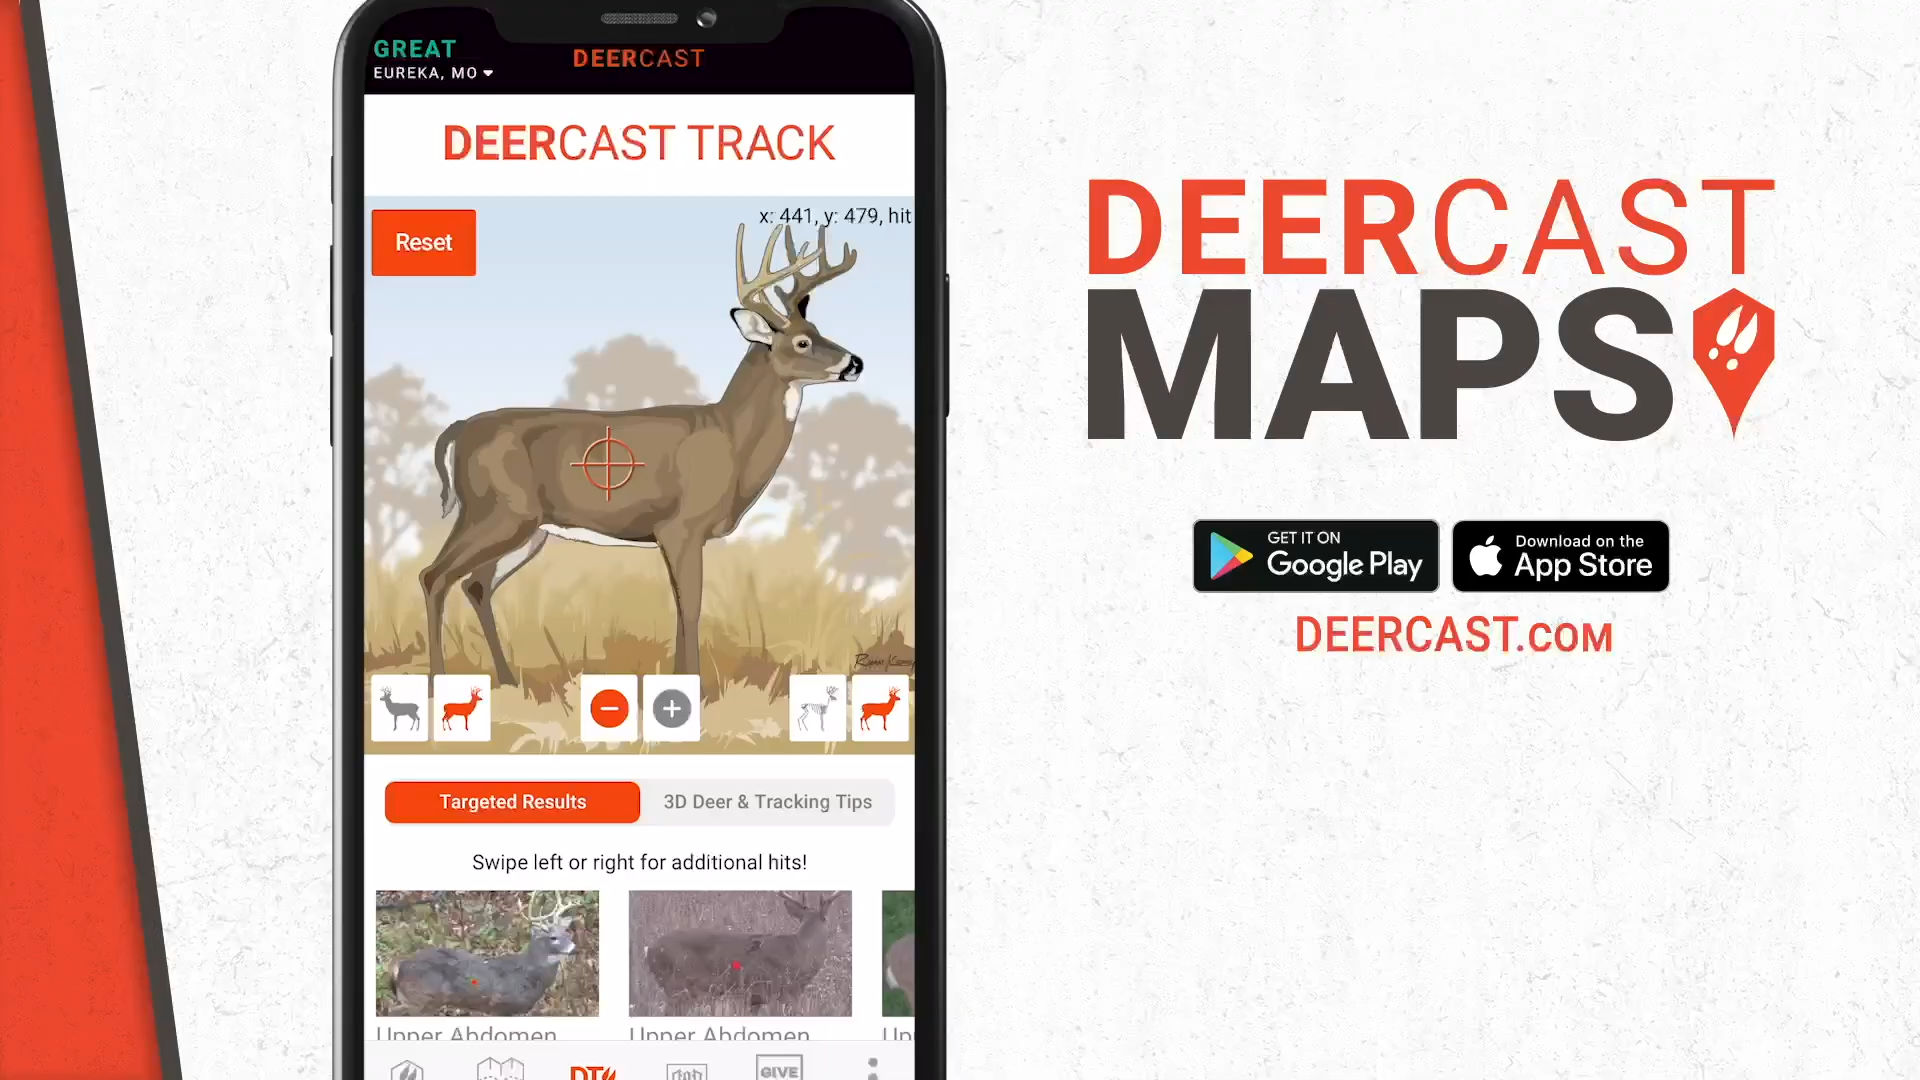 GREAT
EUREKA, MO
DEERCAST
DEERCAST TRACK
x: 441, y: 479, hit
Reset
Targeted Results
3D Deer & Tracking Tips
Swipe left or right for additional hits!
Upper Abdomen
Upper Abdomen
Up
DT
GIVE
DEERCAST
MAPS
GET IT ON
Google Play
Download on the
App Store
DEERCAST.COM